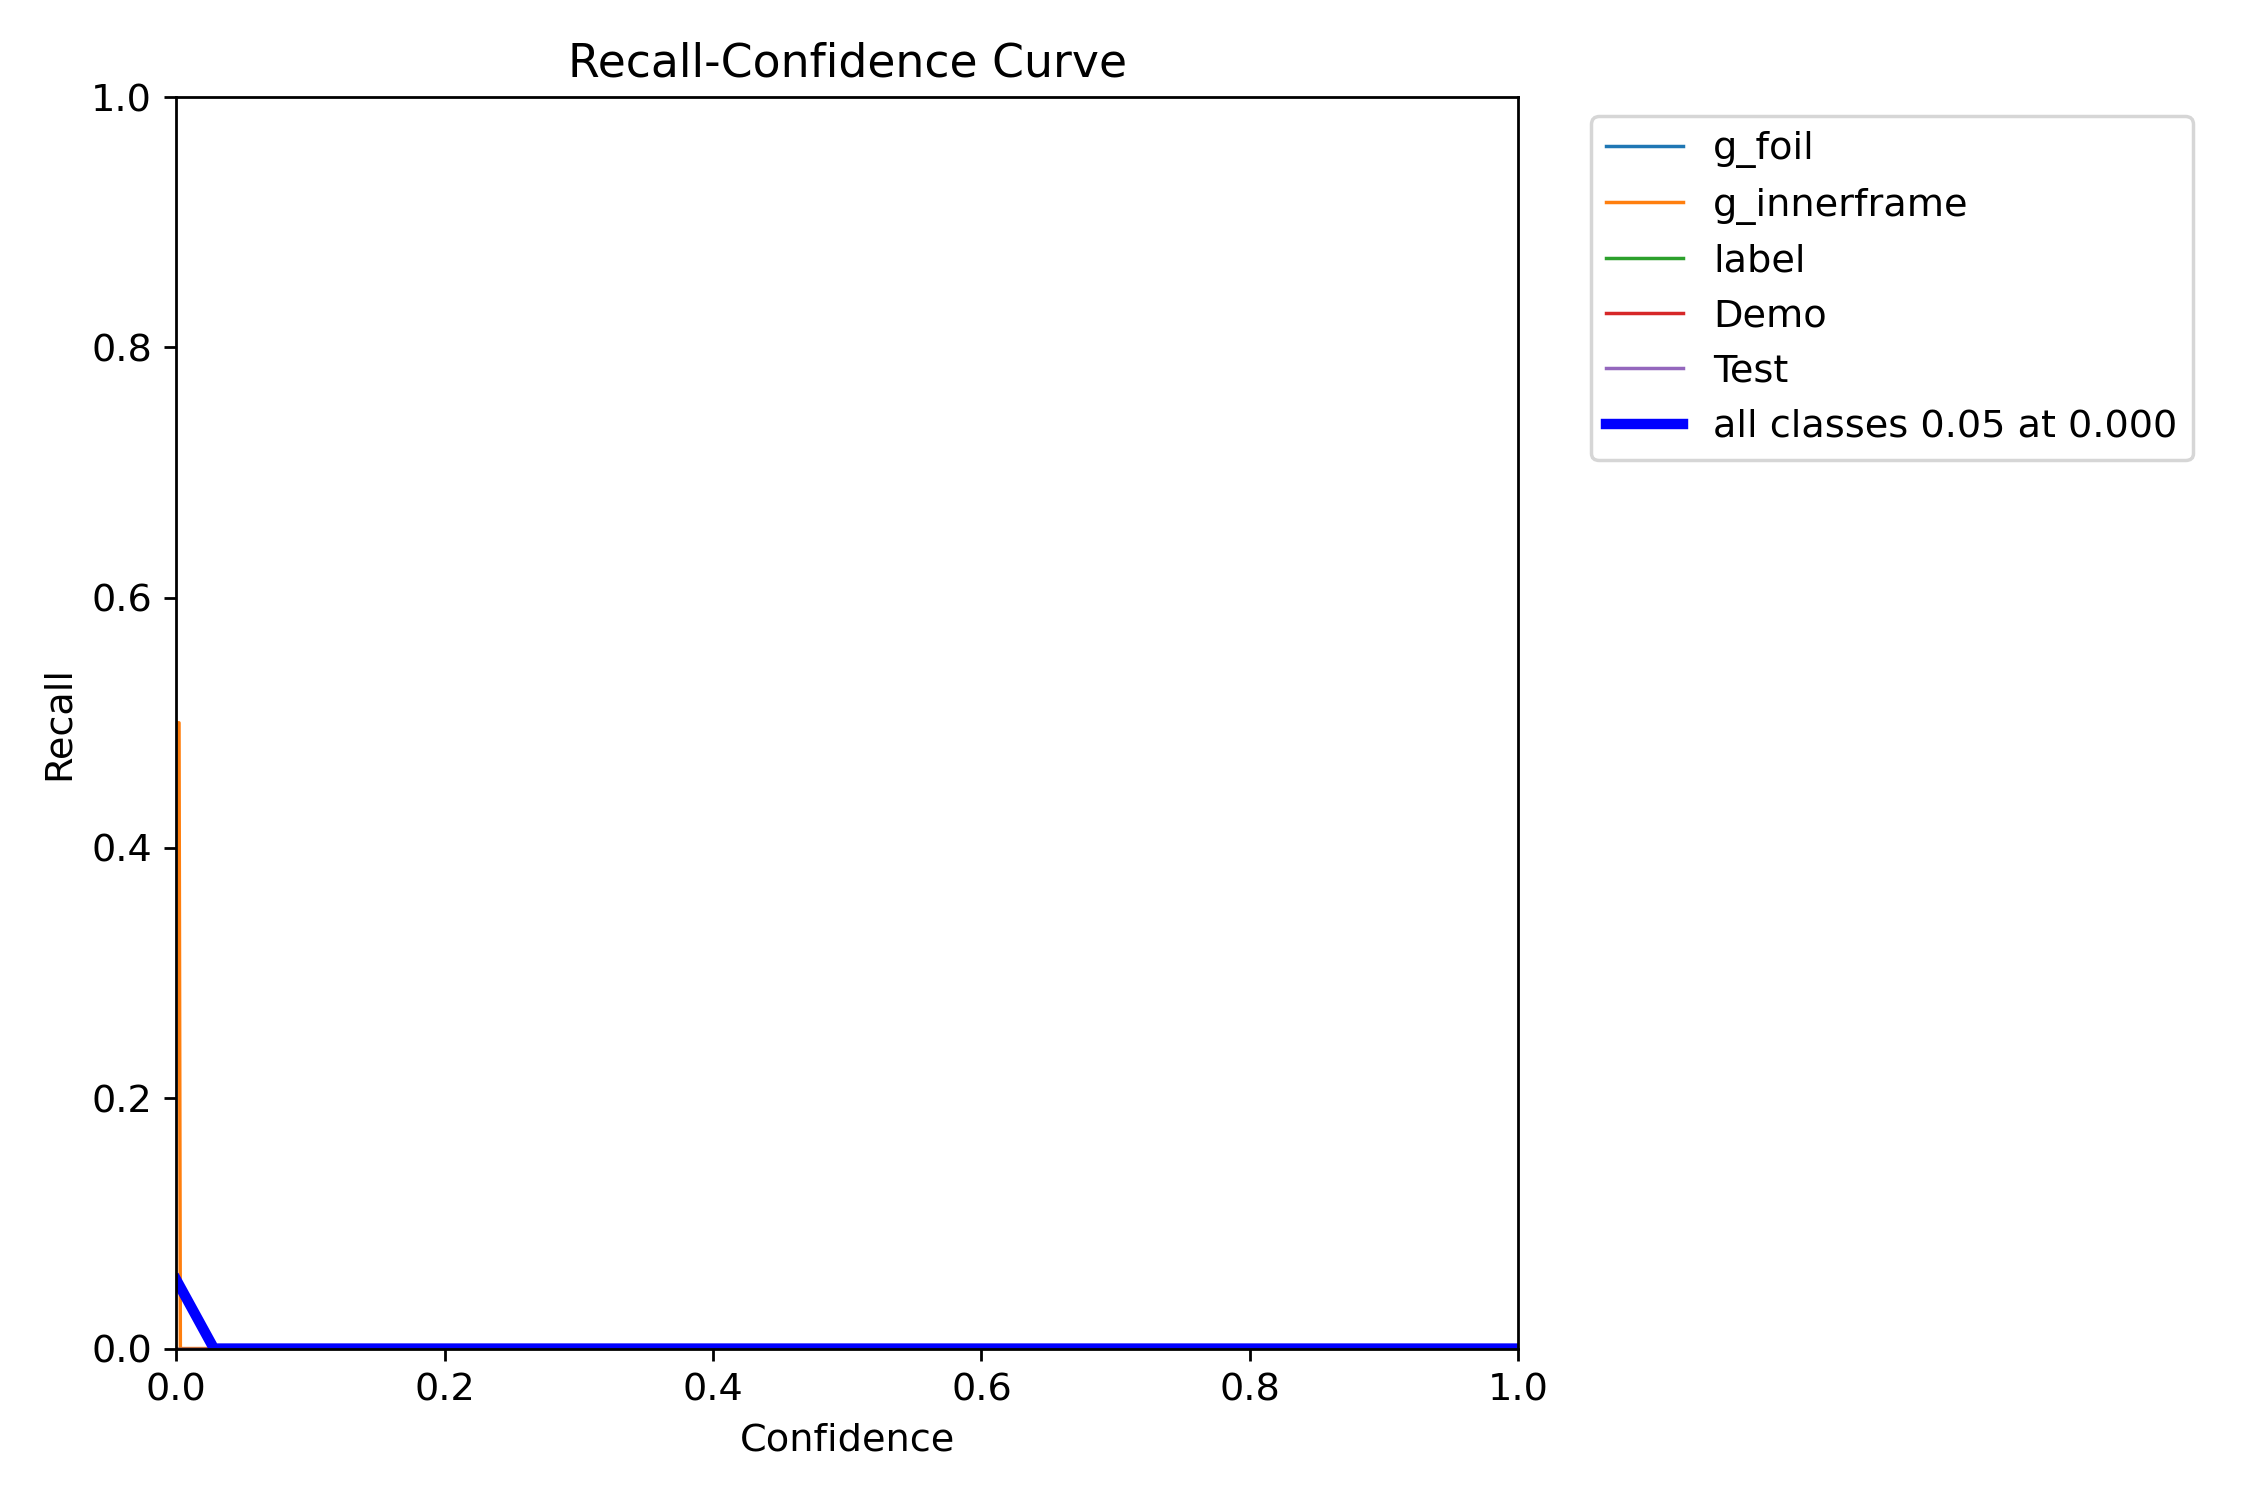 Recall-Confidence Curve
1.0
0.8
0.6
0.4
0.2
0.0
Recall
0.0 0.2 0.4 0.6 0.8 1.0
Confidence
g_foil
g_innerframe
label
Demo
Test
all classes 0.05 at 0.000